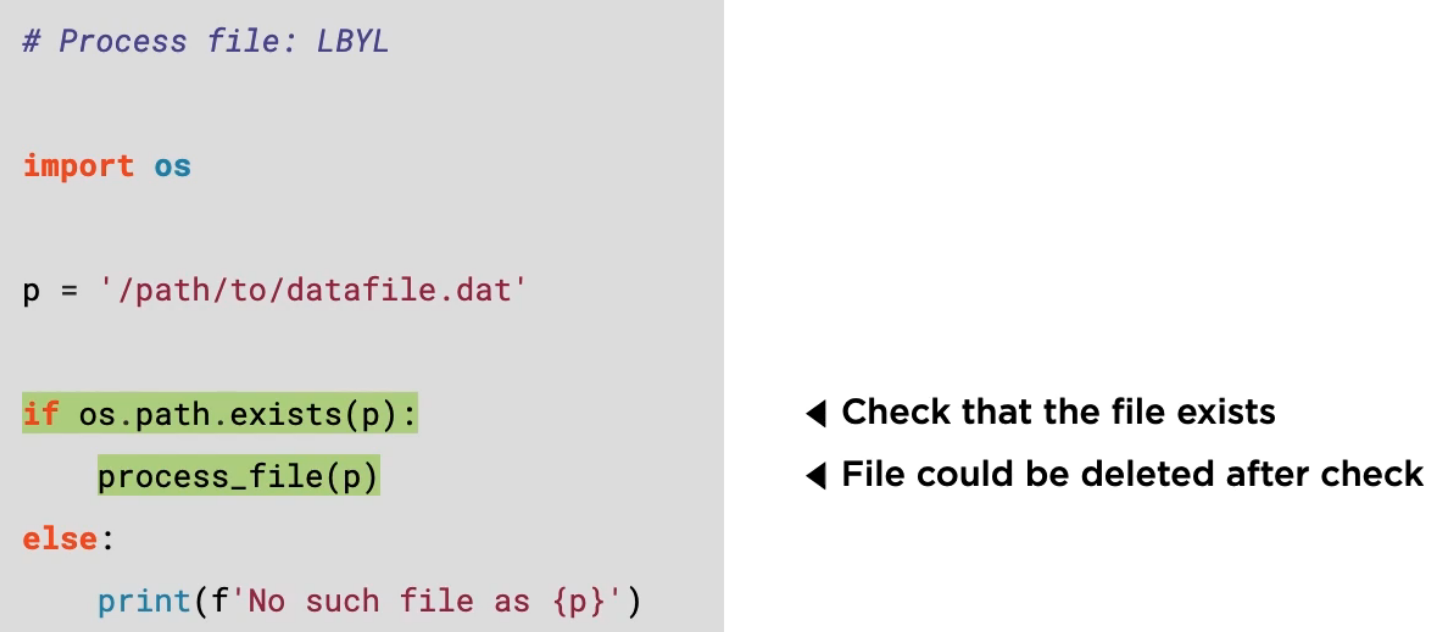 # Process file: LBYL
import os
p = '/path/to/datafile.dat'
if os.path.exists(p):
◀ Check that the file exists
    process_file(p)
◀ File could be deleted after check
else:
    print(f'No such file as {p}')